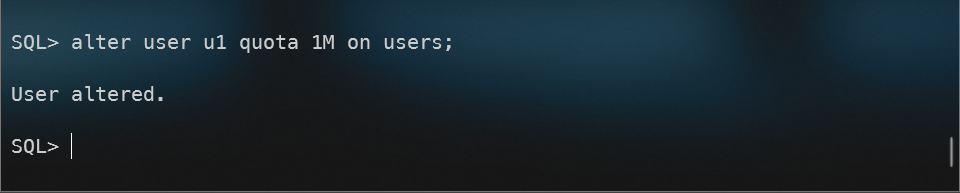 SQL> alter user u1 quota 1M on users;
User altered.
SQL>